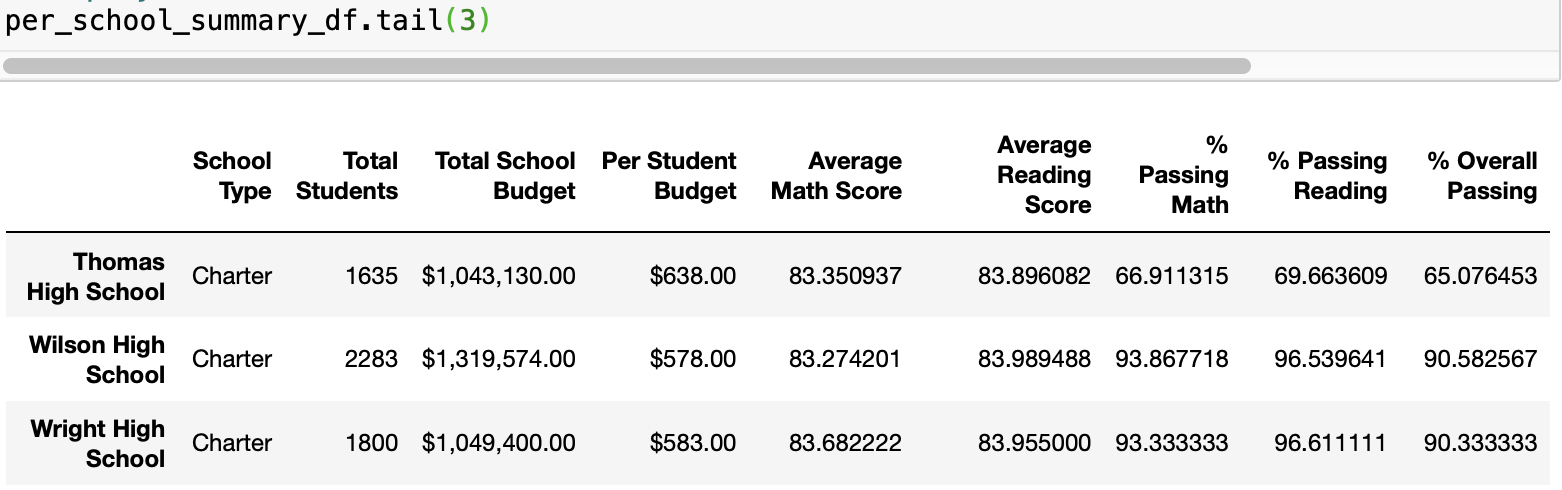 per_school_summary_df.tail(3)
School Type Total Students Total School Budget Per Student Budget Average Math Score Average Reading Score % Passing Math % Passing Reading % Overall Passing
Thomas High School Charter 1635 $1,043,130.00 $638.00 83.350937 83.896082 66.911315 69.663609 65.076453
Wilson High School Charter 2283 $1,319,574.00 $578.00 83.274201 83.989488 93.867718 96.539641 90.582567
Wright High School Charter 1800 $1,049,400.00 $583.00 83.682222 83.955000 93.333333 96.611111 90.333333